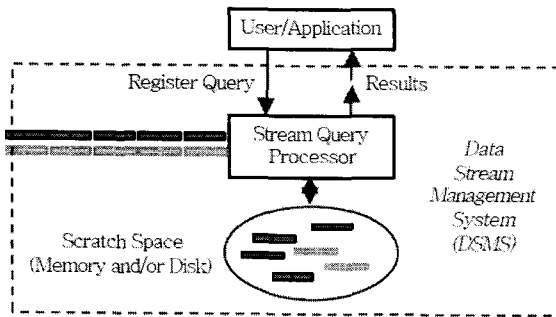 User/Application
Register Query
Results
Stream Query
Processor
Data
Stream
Management
System
(DSMS)
Scratch Space
(Memory and/or Disk)